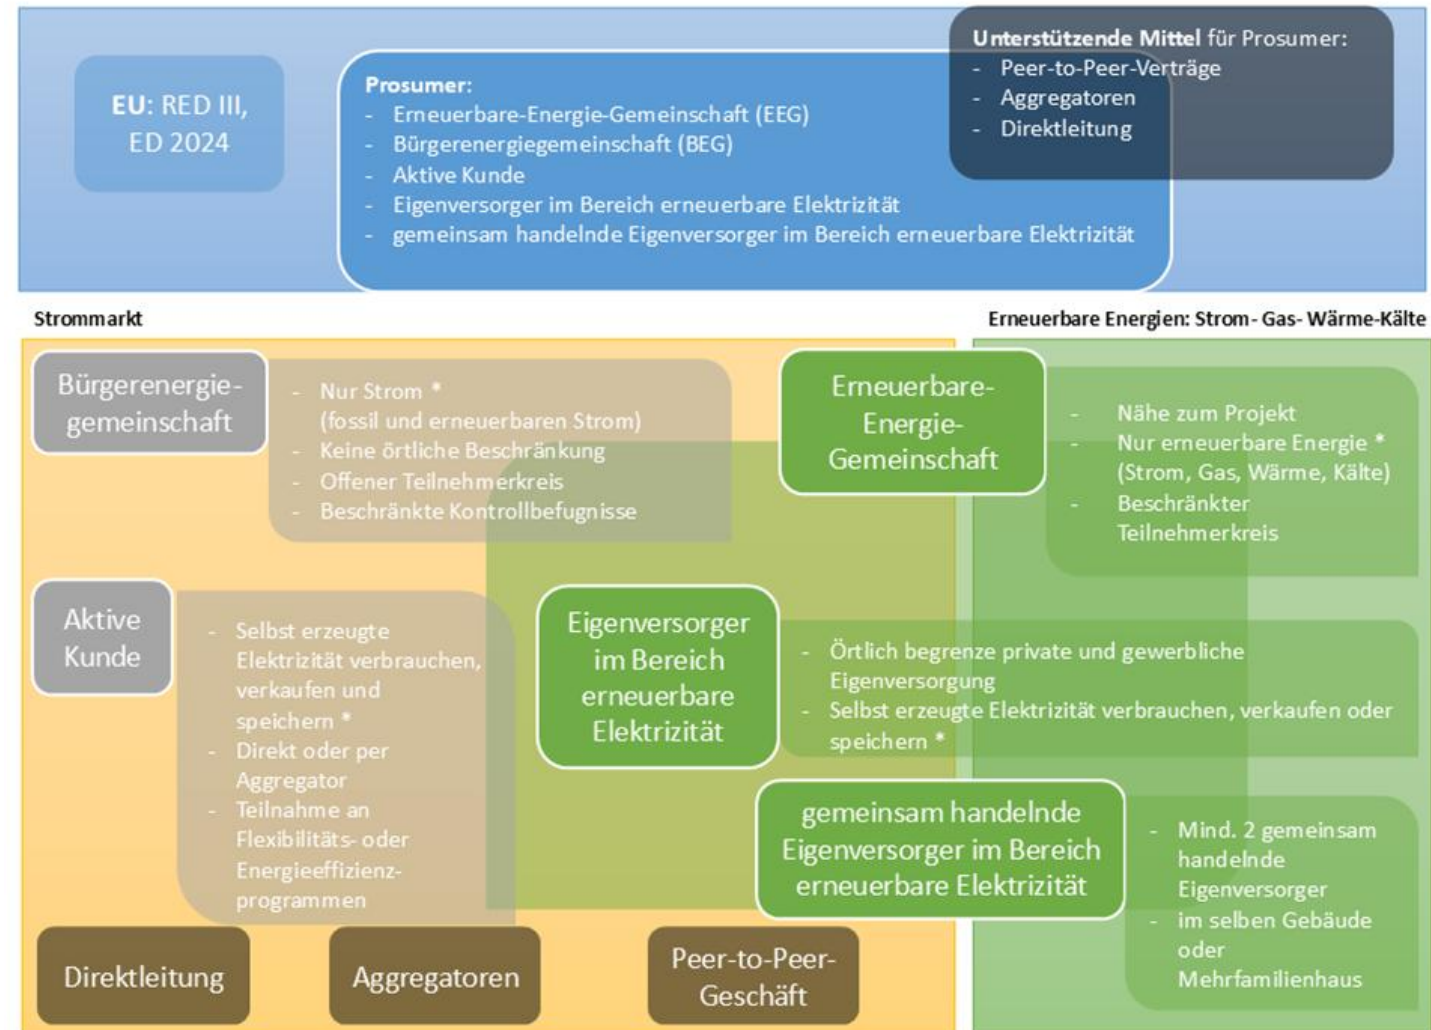 EU: RED III,
ED 2024
Prosumer:
- Erneuerbare-Energie-Gemeinschaft (EEG)
- Bürgerenergiegemeinschaft (BEG)
- Aktive Kunde
- Eigenversorger im Bereich erneuerbare Elektrizität
- gemeinsam handelnde Eigenversorger im Bereich erneuerbare Elektrizität
Unterstützende Mittel für Prosumer:
- Peer-to-Peer-Verträge
- Aggregatoren
- Direktleitung
Strommarkt
Erneuerbare Energien: Strom- Gas- Wärme-Kälte
Bürgerenergie-
gemeinschaft
- Nur Strom *
(fossil und erneuerbaren Strom)
- Keine örtliche Beschränkung
- Offener Teilnehmerkreis
- Beschränkte Kontrollbefugnisse
Erneuerbare-
Energie-
Gemeinschaft
- Nähe zum Projekt
- Nur erneuerbare Energie *
(Strom, Gas, Wärme, Kälte)
- Beschränkter
Teilnehmerkreis
Aktive
Kunde
- Selbst erzeugte
Elektrizität verbrauchen,
verkaufen und
speichern *
- Direkt oder per
Aggregator
- Teilnahme an
Flexibilitäts- oder
Energieeffizienz-
programmen
Eigenversorger
im Bereich
erneuerbare
Elektrizität
- Örtlich begrenze private und gewerbliche
Eigenversorgung
- Selbst erzeugte Elektrizität verbrauchen, verkaufen oder
speichern *
gemeinsam handelnde
Eigenversorger im Bereich
erneuerbare Elektrizität
- Mind. 2 gemeinsam
handelnde
Eigenversorger
- im selben Gebäude
oder
Mehrfamilienhaus
Direktleitung
Aggregatoren
Peer-to-Peer-
Geschäft